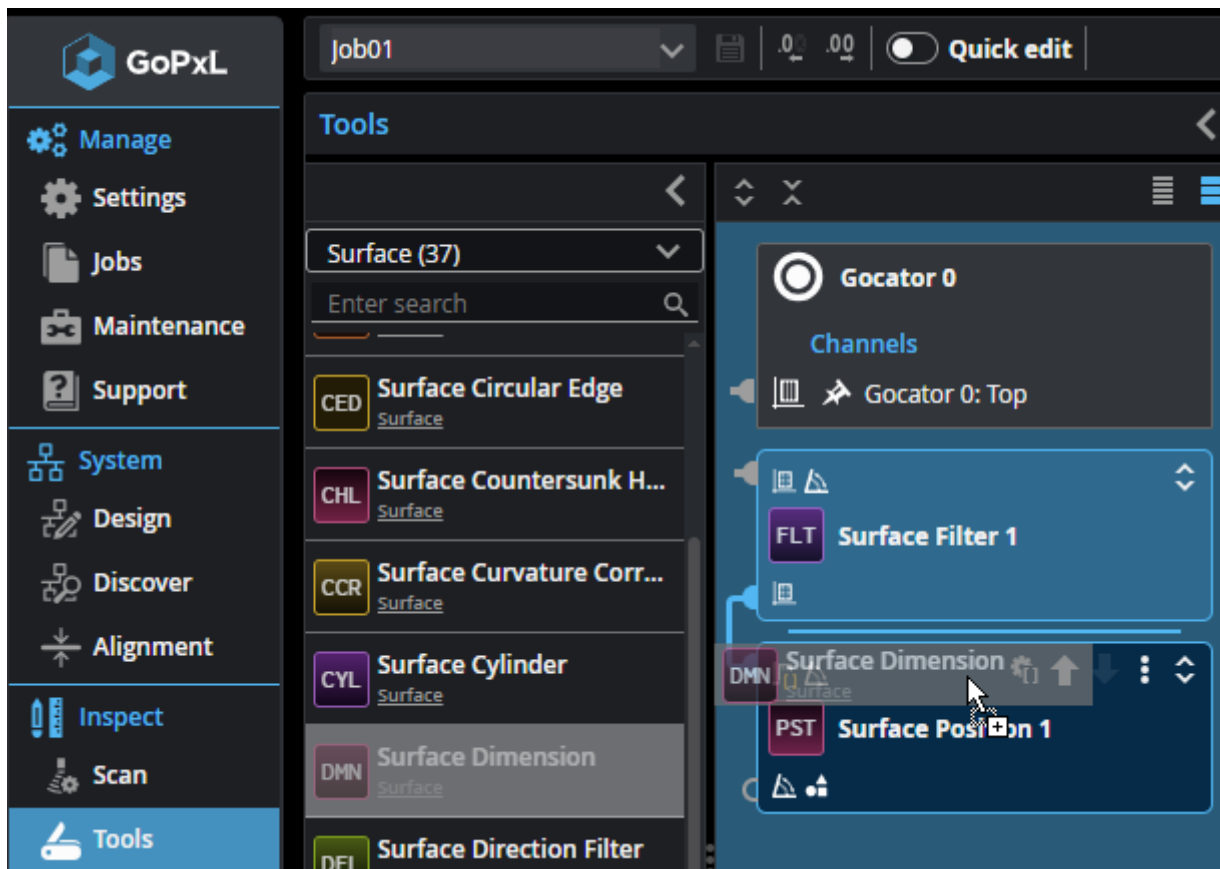 GoPxL
Job01
.0
.00
Quick edit
Manage
Settings
Jobs
Maintenance
Support
System
Design
Discover
Alignment
Inspect
Scan
Tools
Tools
Surface (37)
Enter search
CED
Surface Circular Edge
Surface
CHL
Surface Countersunk H...
Surface
CCR
Surface Curvature Corr...
Surface
CYL
Surface Cylinder
Surface
DMN
Surface Dimension
Surface
Surface Direction Filter
Gocator 0
Channels
Gocator 0: Top
FLT
Surface Filter 1
DMN
Surface Dimension
Surface
PST
Surface Position 1